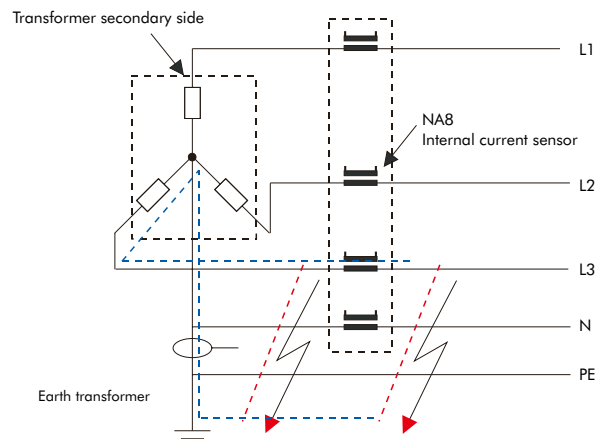 Transformer secondary side
L1
NA8
Internal current sensor
L2
L3
N
PE
Earth transformer